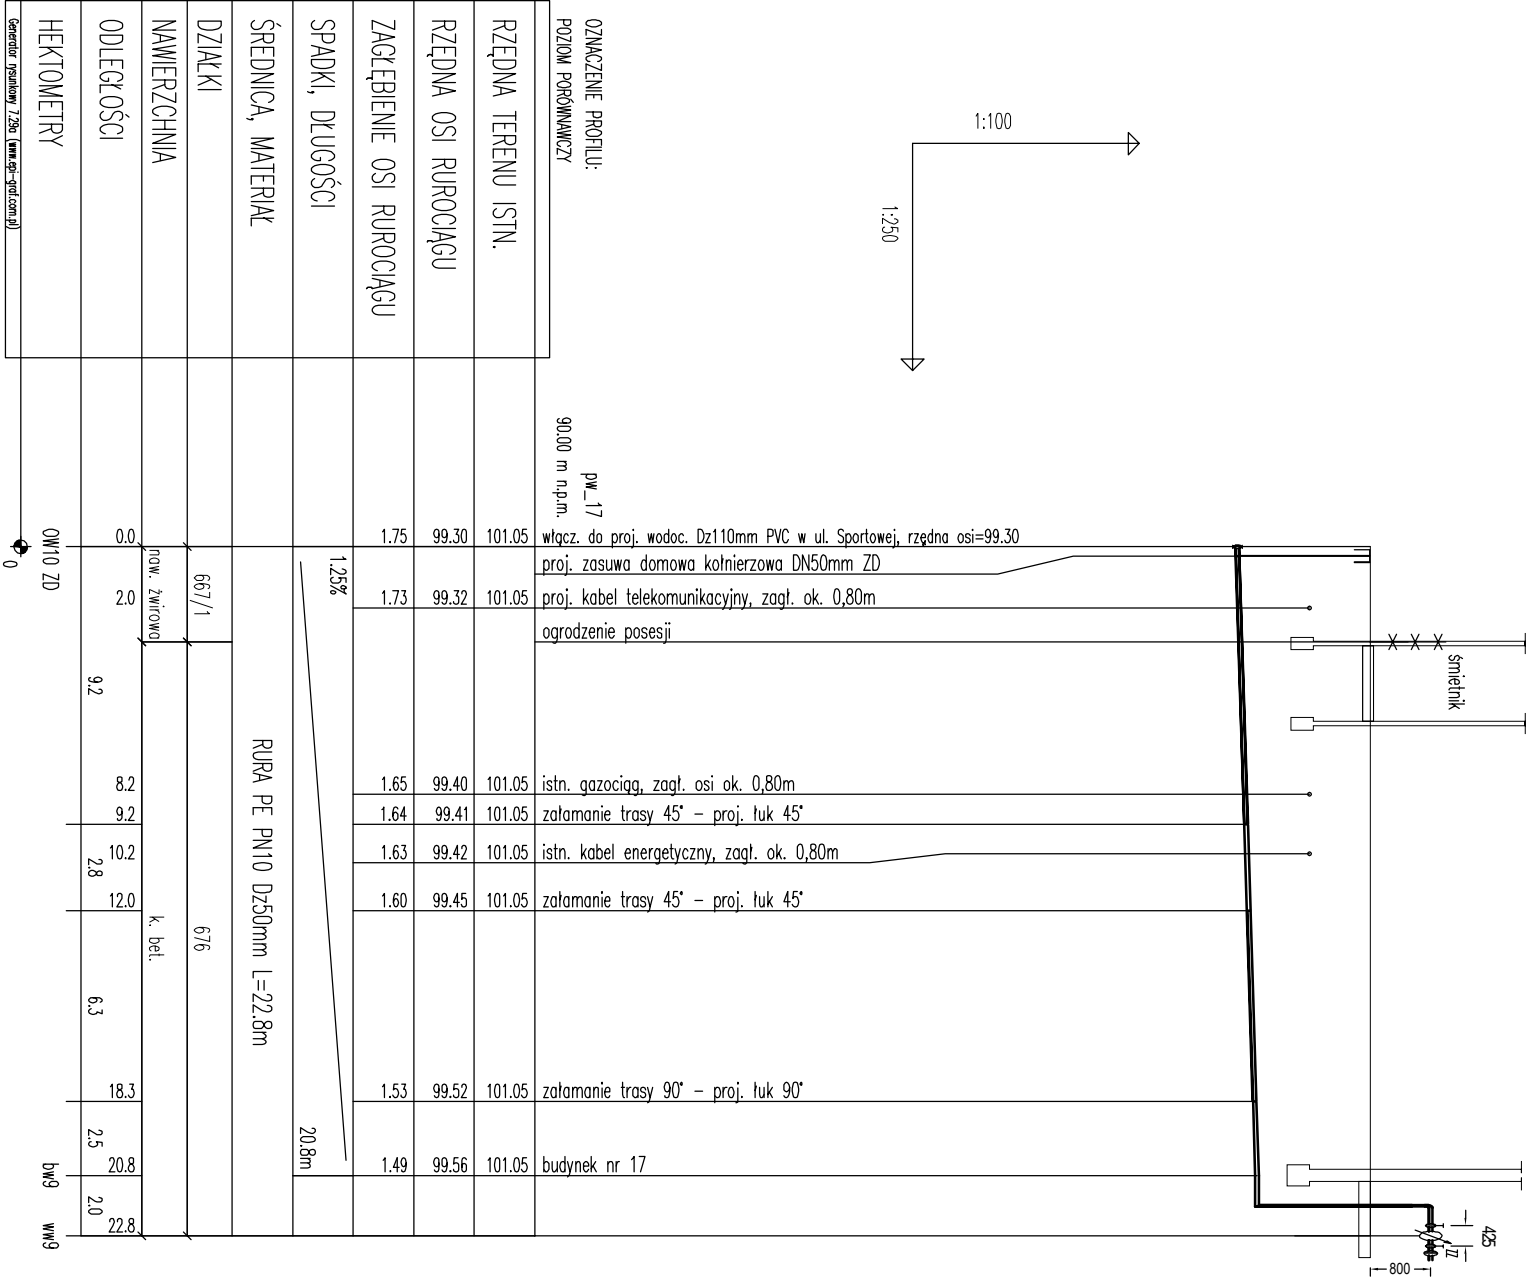 OZNACZENIE PROFILU: pw_17
POZIOM PORÓWNAWCZY 90.00 m n.p.m.
1:100
1:250
śmietnik
425
ZZ
800
włącz. do proj. wodoc. Dz110mm PVC w ul. Sportowej, rzędna osi=99.30
proj. zasuwa domowa kołnierzowa DN50mm ZD
proj. kabel telekomunikacyjny, zagł. ok. 0,80m
ogrodzenie posesji
istn. gazociąg, zagł. osi ok. 0,80m
załamanie trasy 45° – proj. łuk 45°
istn. kabel energetyczny, zagł. ok. 0,80m
załamanie trasy 45° – proj. łuk 45°
załamanie trasy 90° – proj. łuk 90°
budynek nr 17
RZĘDNA TERENU ISTN. 101.05 101.05 101.05 101.05 101.05 101.05 101.05 101.05
RZĘDNA OSI RUROCIĄGU 99.30 99.32 99.40 99.41 99.42 99.45 99.52 99.56
ZAGŁĘBIENIE OSI RUROCIĄGU 1.75 1.73 1.65 1.64 1.63 1.60 1.53 1.49
SPADKI, DŁUGOŚCI 1.25% 20.8m
ŚREDNICA, MATERIAŁ RURA PE PN10 Dz50mm L=22.8m
DZIAŁKI 667/1 676
NAWIERZCHNIA naw. żwirowa k. bet.
ODLEGŁOŚCI 0.0 2.0 8.2 9.2 10.2 12.0 18.3 20.8 22.8
9.2 2.8 6.3 2.5 2.0
HEKTOMETRY OW10 ZD bw9 ww9
0
Generator rysunkowy 7.29a (www.epi-graf.com.pl)